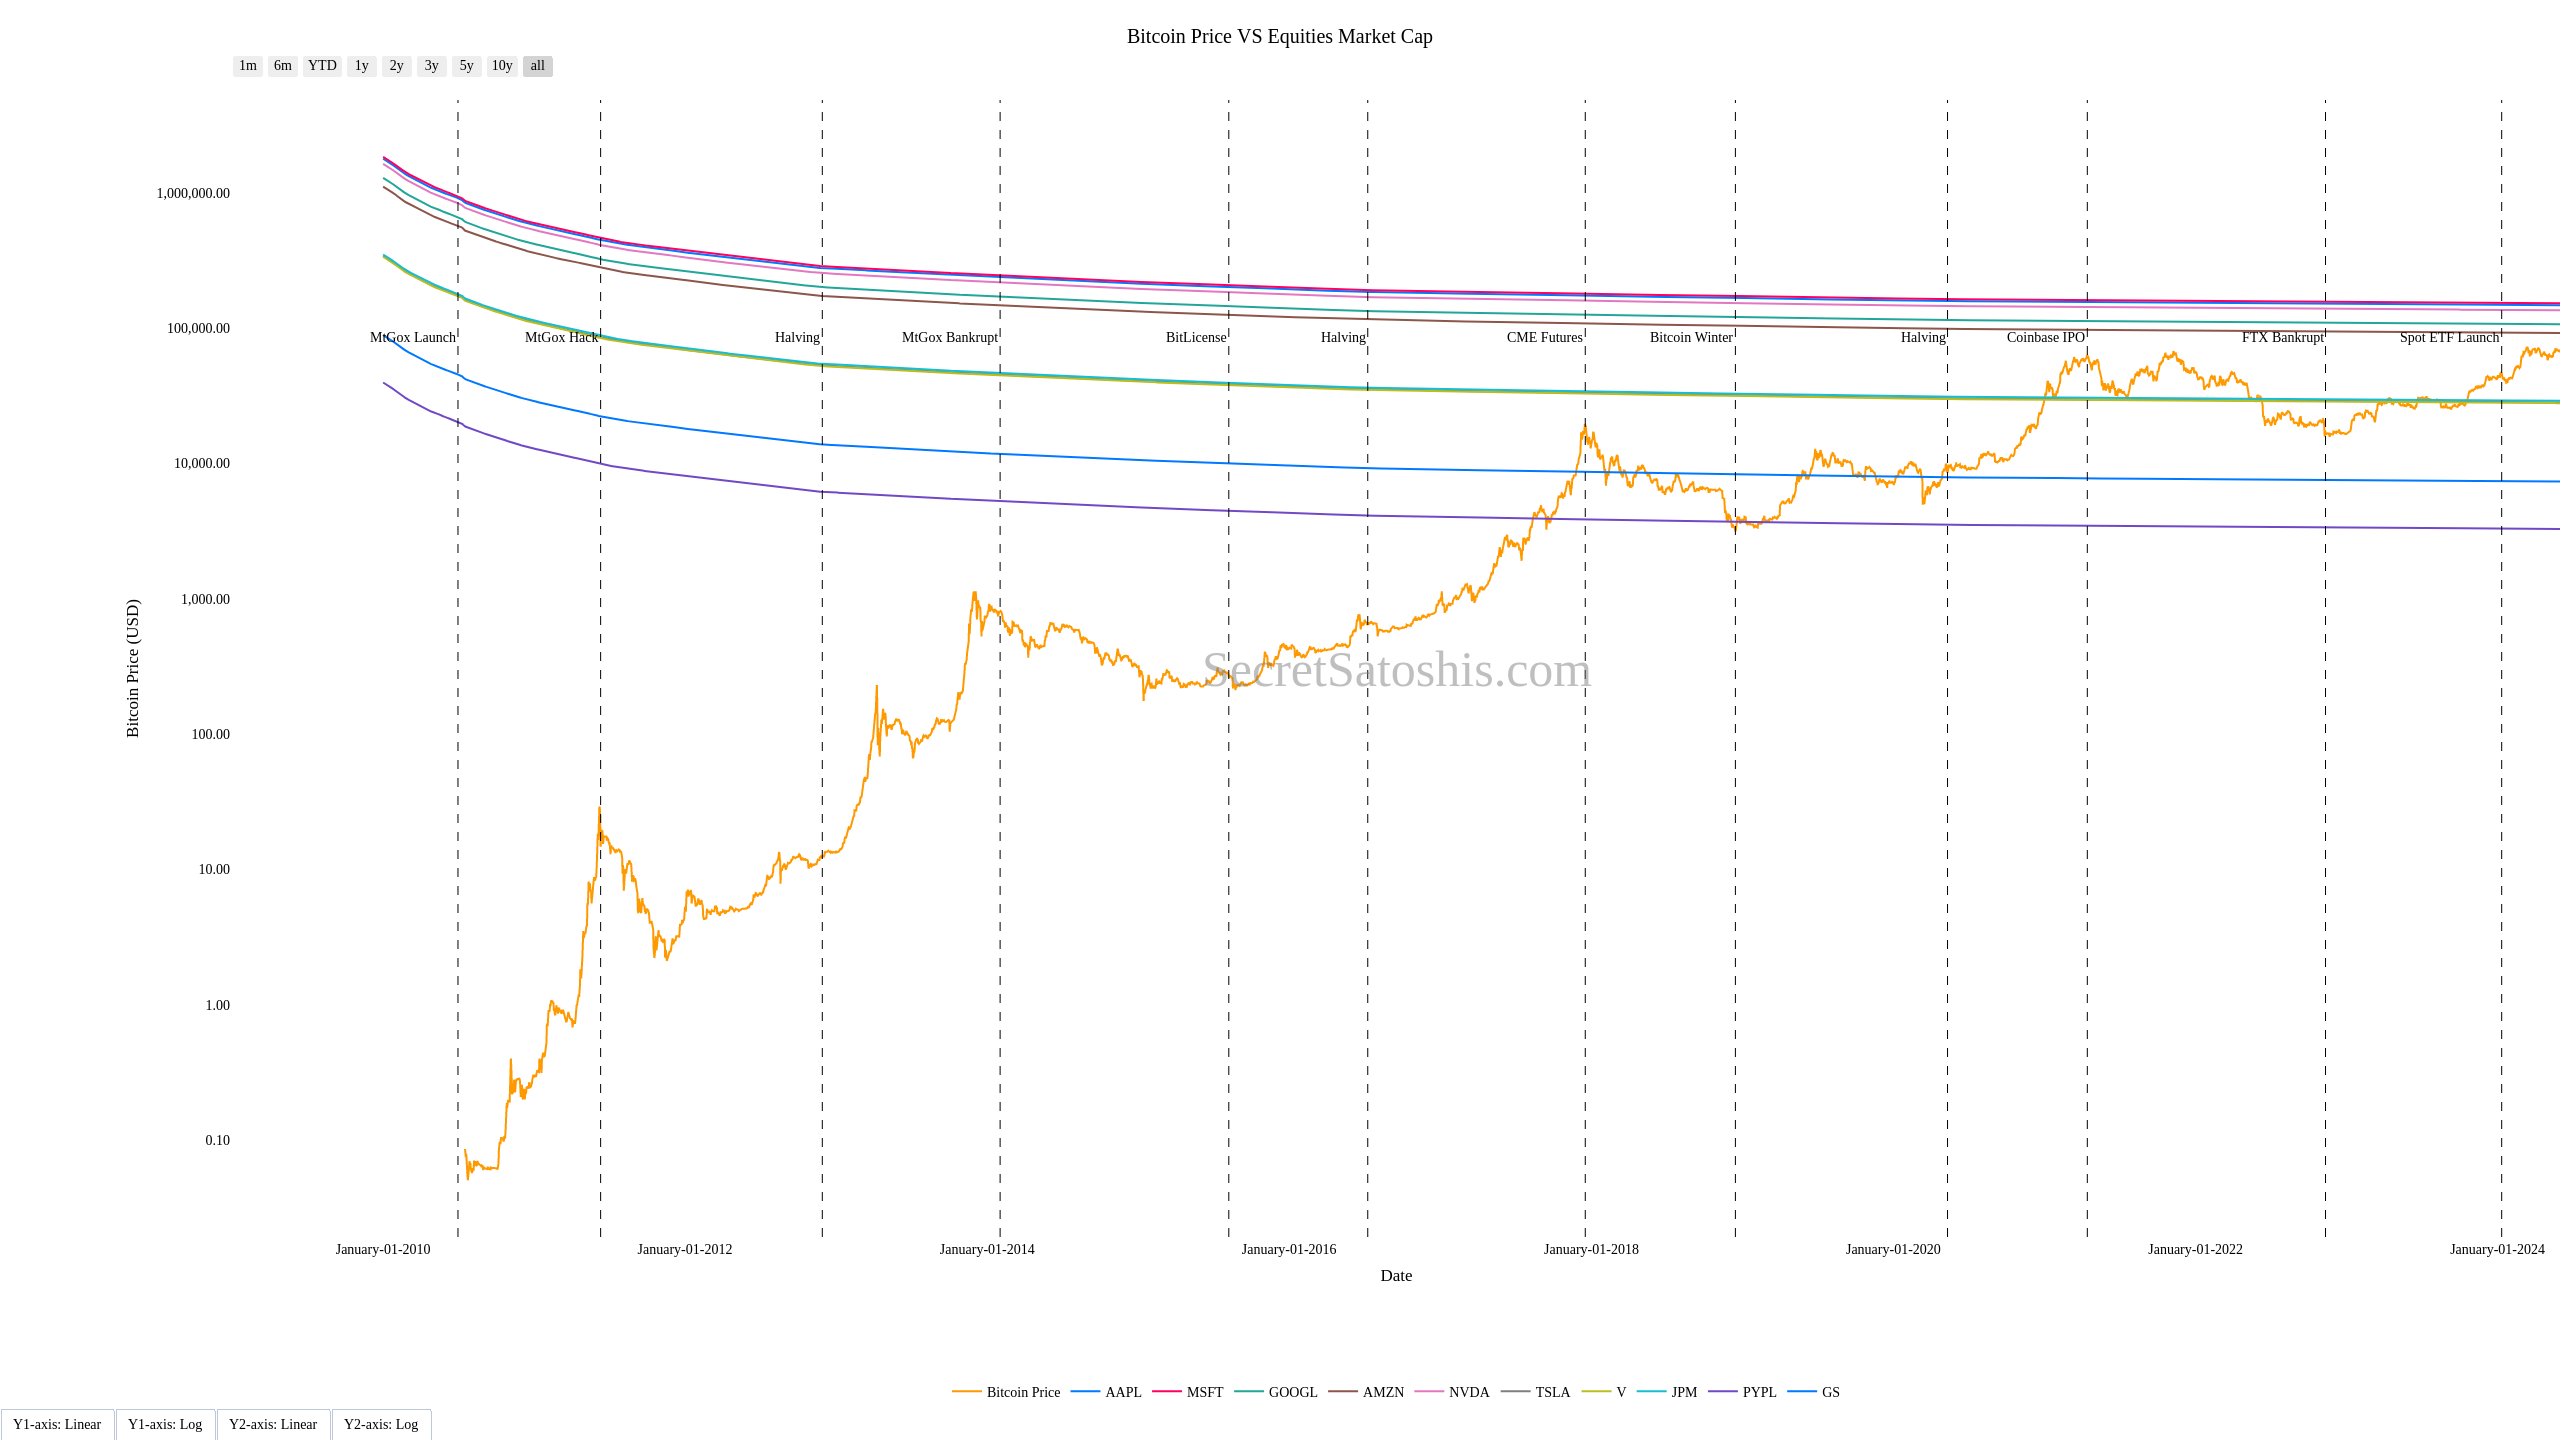 Bitcoin Price VS Equities Market Cap
1m 6m YTD 1y 2y 3y 5y 10y all
1,000,000.00
100,000.00
MtGox Launch MtGox Hack Halving MtGox Bankrupt BitLicense Halving CME Futures Bitcoin Winter Halving Coinbase IPO FTX Bankrupt Spot ETF Launch
10,000.00
1,000.00
Bitcoin Price (USD)
SecretSatoshis.com
100.00
10.00
1.00
0.10
January-01-2010 January-01-2012 January-01-2014 January-01-2016 January-01-2018 January-01-2020 January-01-2022 January-01-2024
Date
Bitcoin Price AAPL MSFT GOOGL AMZN NVDA TSLA V JPM PYPL GS
Y1-axis: Linear Y1-axis: Log Y2-axis: Linear Y2-axis: Log